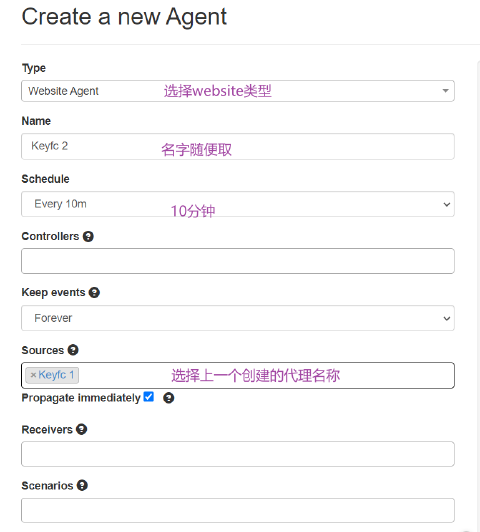 Create a new Agent
Type
Website Agent 选择website类型
Name
Keyfc 2 名字随便取
Schedule
Every 10m 10分钟
Controllers ?
Keep events ?
Forever
Sources ?
×Keyfc 1 选择上一个创建的代理名称
Propagate immediately ?
Receivers ?
Scenarios ?